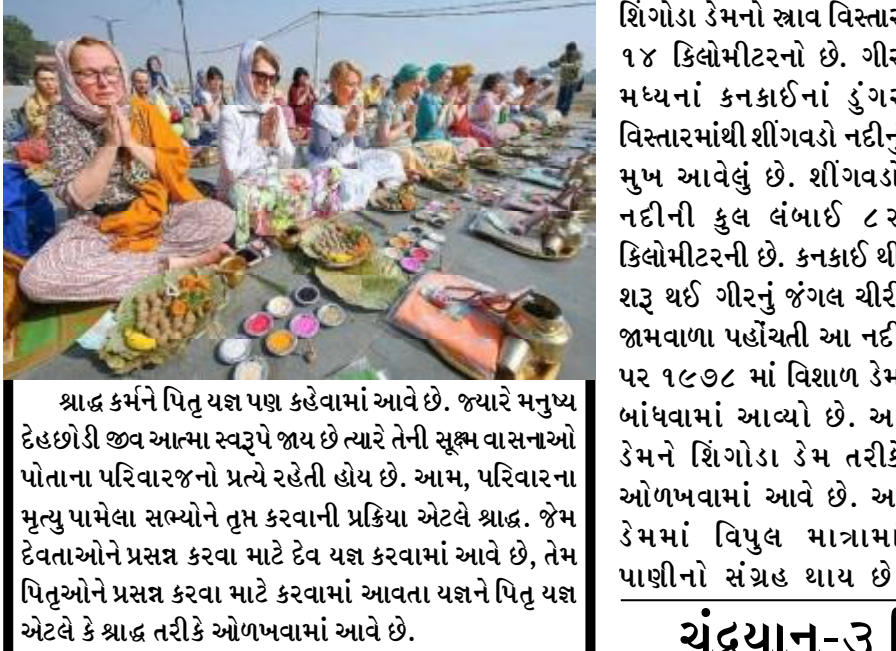 શ્રાદ્ધ કર્મને પિતૃ યજ્ઞ પણ કહેવામાં આવે છે. જ્યારે મનુષ્ય
દેહછોડી જીવ આત્મા સ્વરૂપે જાય છે ત્યારે તેની સૂક્ષ્મ વાસનાઓ
પોતાના પરિવારજનો પ્રત્યે રહેતી હોય છે. આમ, પરિવારના
મૃત્યુ પામેલા સભ્યોને તૃપ્ત કરવાની પ્રક્રિયા એટલે શ્રાદ્ધ. જેમ
દેવતાઓને પ્રસન્ન કરવા માટે દેવ યજ્ઞ કરવામાં આવે છે, તેમ
પિતૃઓને પ્રસન્ન કરવા માટે કરવામાં આવતા યજ્ઞને પિતૃ યજ્ઞ
એટલે કે શ્રાદ્ધ તરીકે ઓળખવામાં આવે છે.
શિંગોડા ડેમનો સ્ત્રાવ વિસ્તાર
૧૪ કિલોમીટરનો છે. ગીર
મધ્યનાં કનકાઈનાં ડુંગર
વિસ્તારમાંથી શીંગવડો નદીનું
મુખ આવેલું છે. શીંગવડો
નદીની કુલ લંબાઈ
કિલોમીટરની છે. કનકાઈ થી
શરૂ થઈ ગીરનું જંગલ ચીરી
જામવાળા પહોંચતી આ નદી
પર ૧૯૭૮ માં વિશાળ ડેમ
બાંધવામાં આવ્યો છે. આ
ડેમને શિંગોડા ડેમ તરીકે
ઓળખવામાં આવે છે. આ
ડેમમાં વિપુલ માત્રામાં
પાણીનો સંગ્રહ થાય છે
ચંદ્રયાન-૩